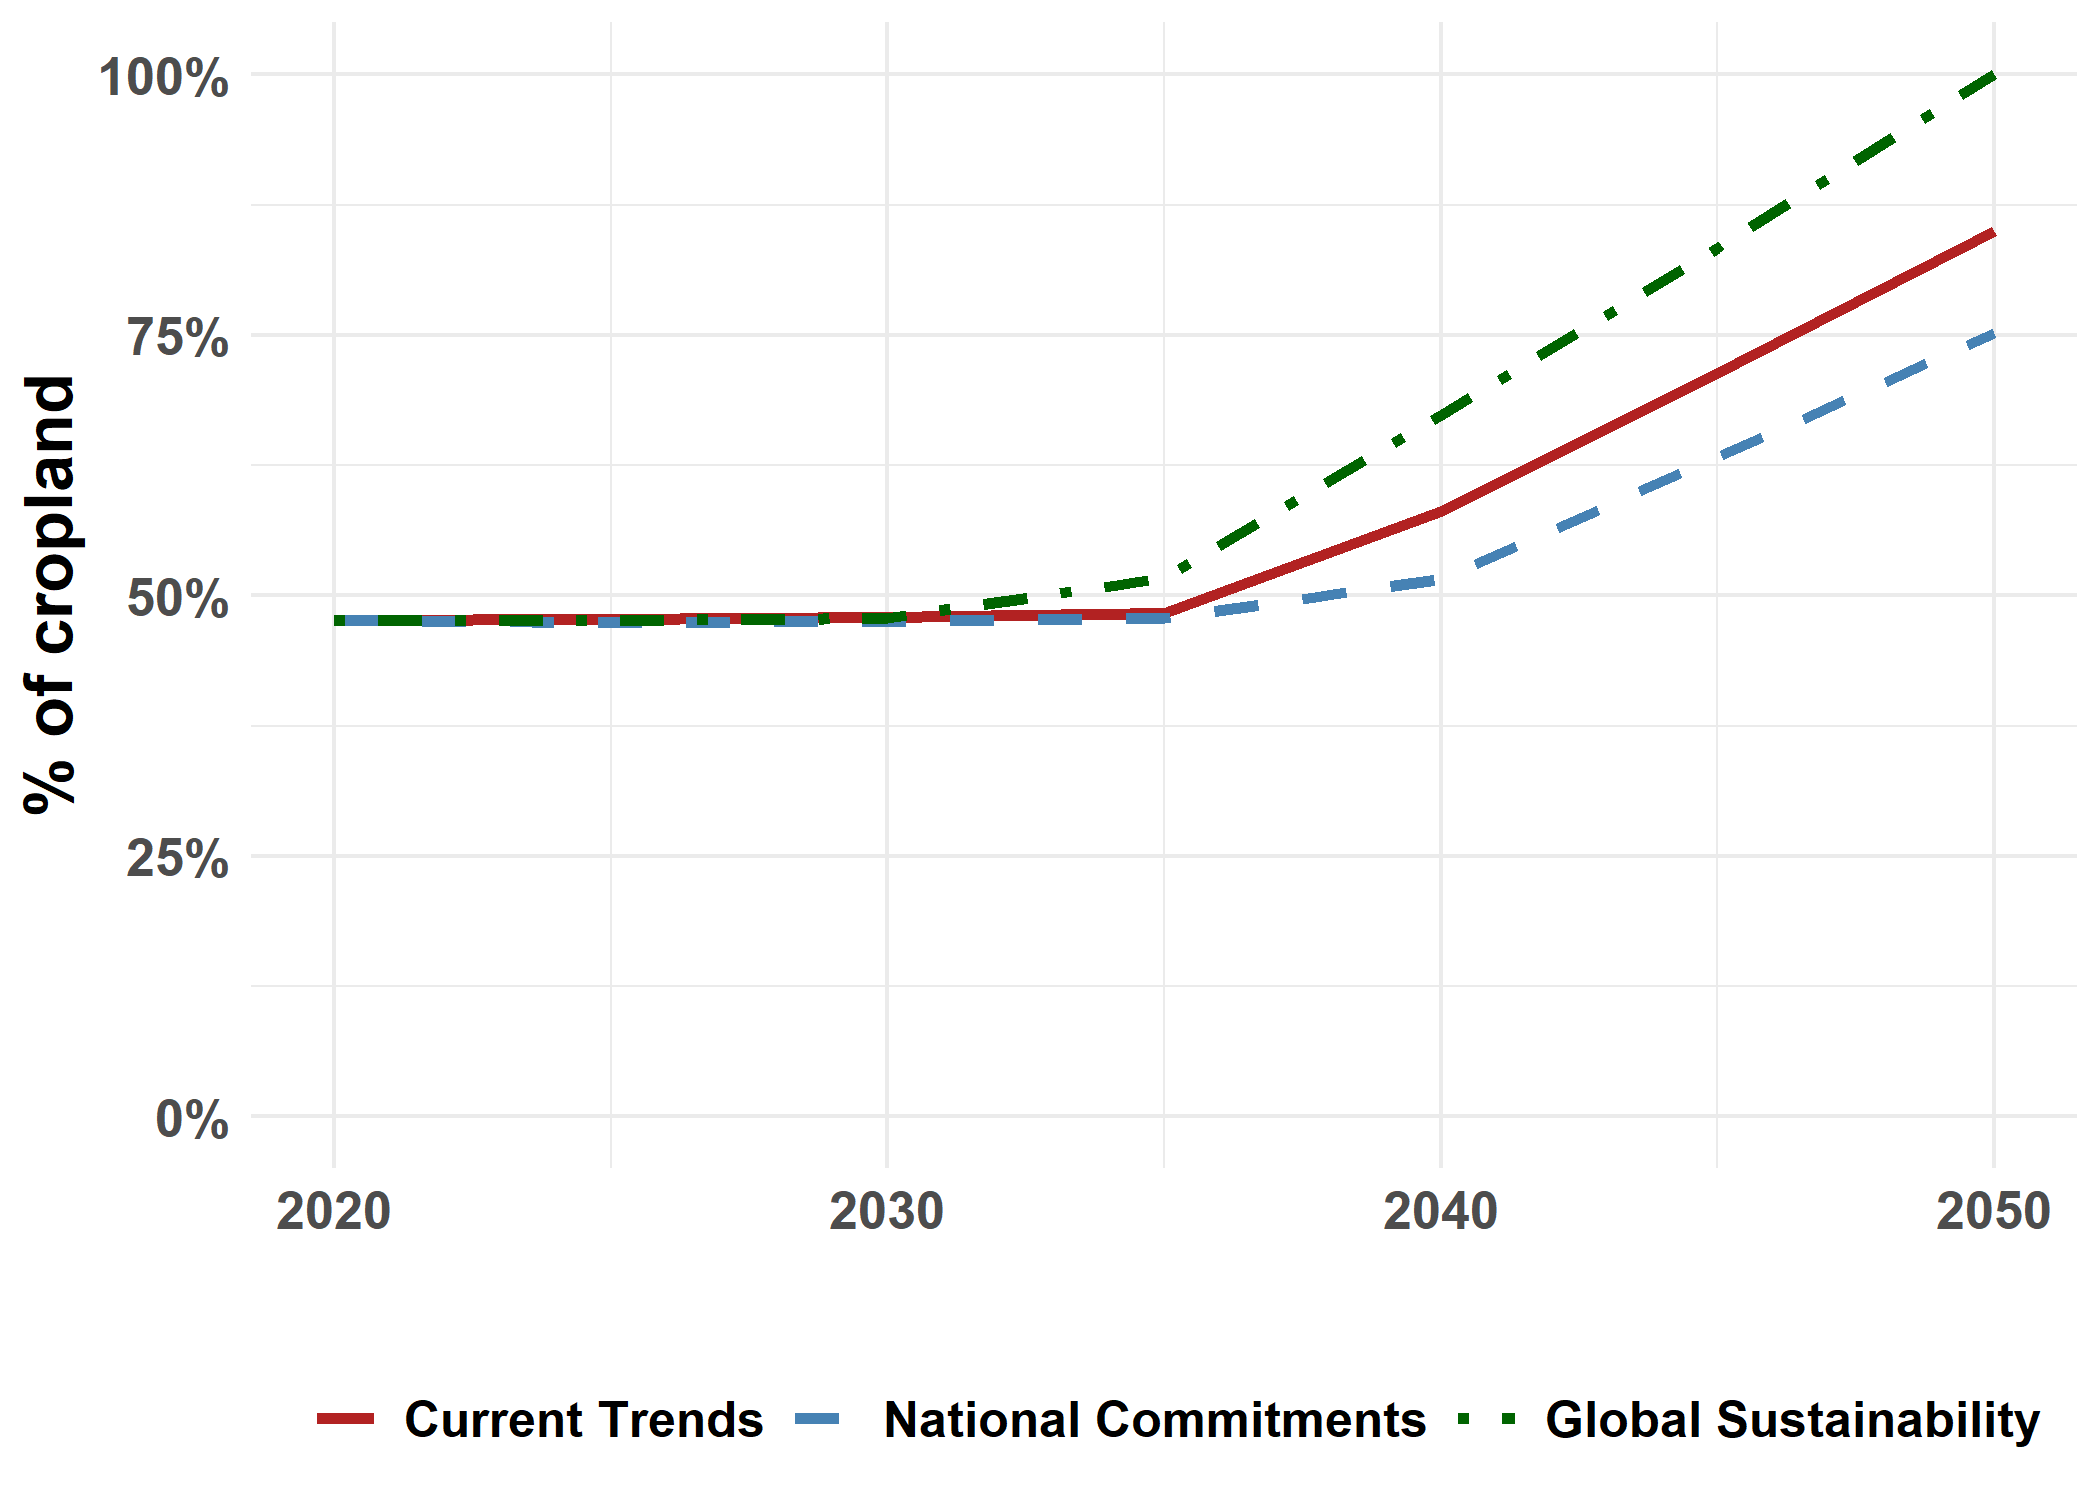 % of cropland
100%
75%
50%
25%
0%
2020 2030 2040 2050
Current Trends National Commitments Global Sustainability